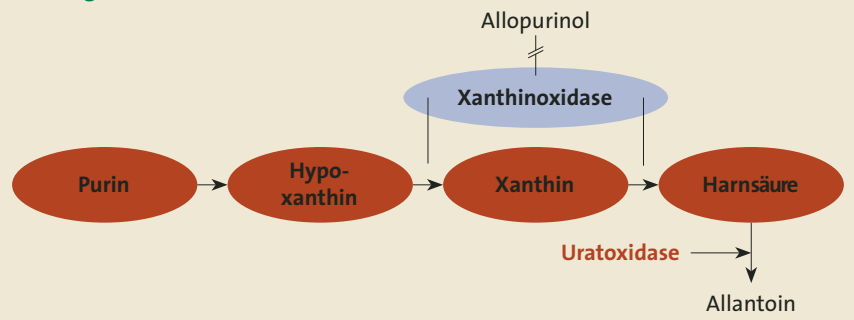 Allopurinol
Xanthinoxidase
Purin
Hypo-
xanthin
Xanthin
Harnsäure
Uratoxidase
Allantoin